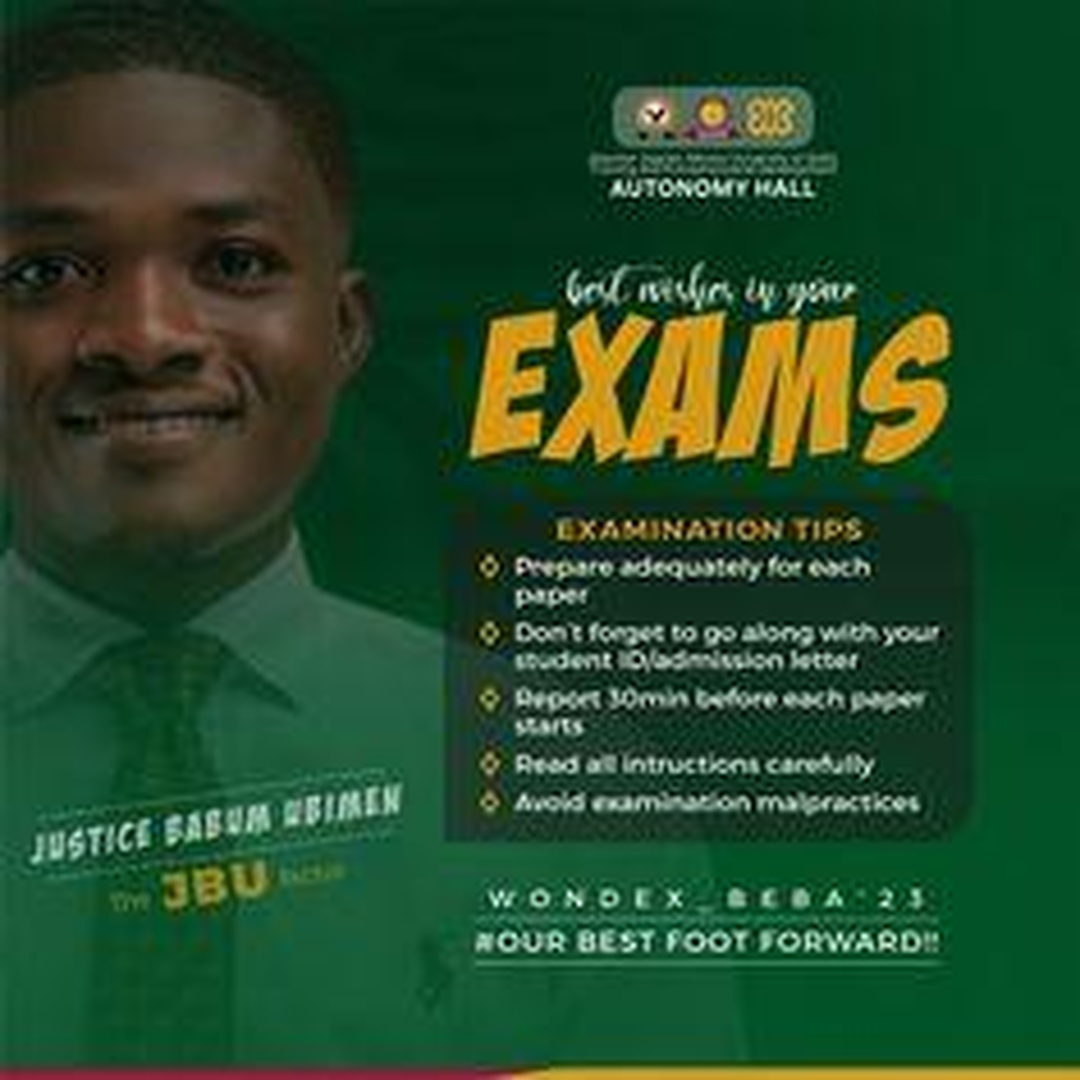 AUTONOMY HALL
best wishes in your
EXAMS
EXAMINATION TIPS
Prepare adequately for each
paper
Don't forget to go along with your
student ID/admission letter
Report 30min before each paper
starts
Read all intructions carefully
Avoid examination malpractices
JUSTICE BABUM UBIMEN
the JBU
WONDEX_BEBA'23
#OUR BEST FOOT FORWARD!!